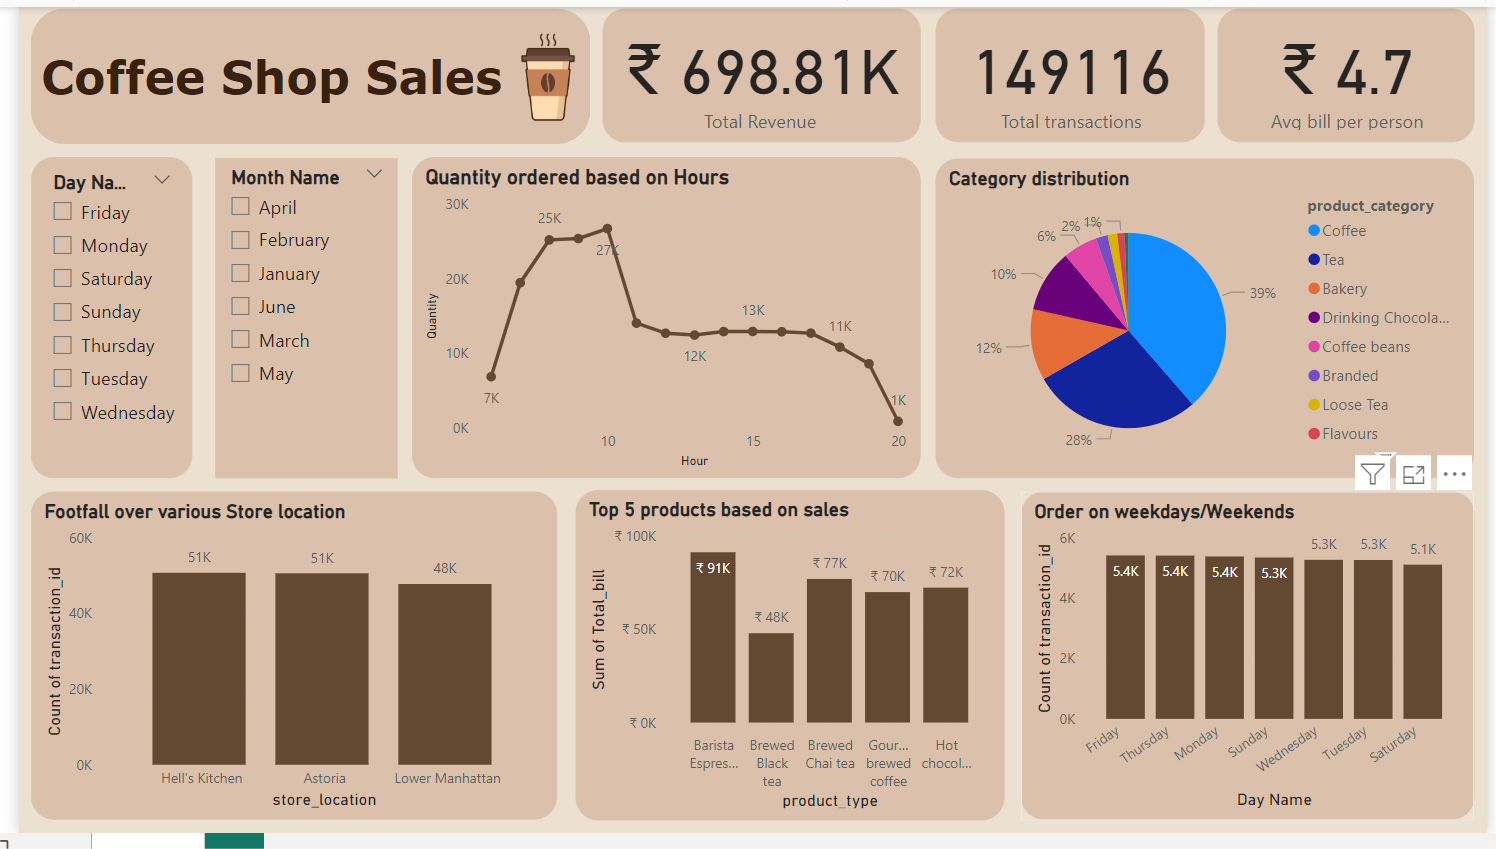 Coffee Shop Sales
₹ 698.81K
Total Revenue
149116
Total transactions
₹ 4.7
Avg bill per person
Day Na...
Friday
Monday
Saturday
Sunday
Thursday
Tuesday
Wednesday
Month Name
April
February
January
June
March
May
Quantity ordered based on Hours
Quantity
30K
20K
10K
0K
7K
25K
27K
12K
13K
11K
1K
10
15
20
Hour
Category distribution
39%
28%
12%
10%
6%
2%
1%
product_category
Coffee
Tea
Bakery
Drinking Chocola...
Coffee beans
Branded
Loose Tea
Flavours
Footfall over various Store location
Count of transaction_id
60K
40K
20K
0K
51K
51K
48K
Hell's Kitchen
Astoria
Lower Manhattan
store_location
Top 5 products based on sales
Sum of Total_bill
₹ 100K
₹ 50K
₹ 0K
₹ 91K
₹ 48K
₹ 77K
₹ 70K
₹ 72K
Barista
Espres...
Brewed
Black
tea
Brewed
Chai tea
Gour...
brewed
coffee
Hot
chocol...
product_type
Order on weekdays/Weekends
Count of transaction_id
6K
4K
2K
0K
5.4K
5.4K
5.4K
5.3K
5.3K
5.3K
5.1K
Friday
Thursday
Monday
Sunday
Wednesday
Tuesday
Saturday
Day Name